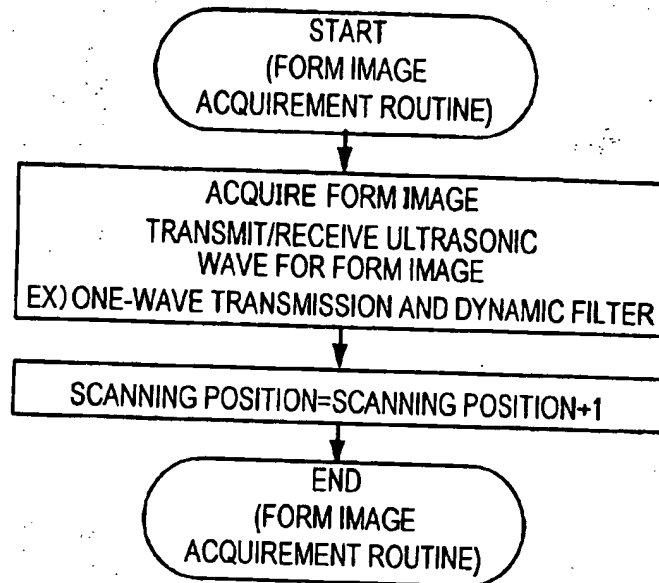 START
(FORM IMAGE
ACQUIREMENT ROUTINE)
ACQUIRE FORM IMAGE
TRANSMIT/RECEIVE ULTRASONIC
WAVE FOR FORM IMAGE
EX) ONE-WAVE TRANSMISSION AND DYNAMIC FILTER
SCANNING POSITION=SCANNING POSITION+1
END
(FORM IMAGE
ACQUIREMENT ROUTINE)